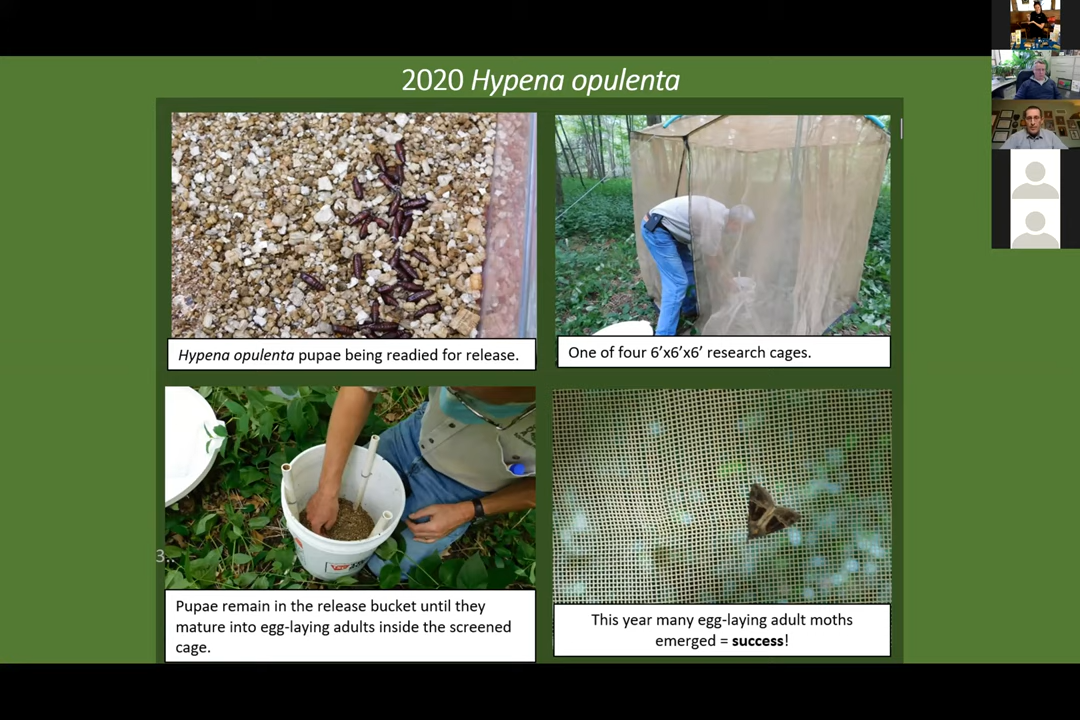 2020 Hypena opulenta
Hypena opulenta pupae being readied for release.
One of four 6’x6’x6’ research cages.
3.
Pupae remain in the release bucket until they
mature into egg-laying adults inside the screened
cage.
This year many egg-laying adult moths
emerged = success!